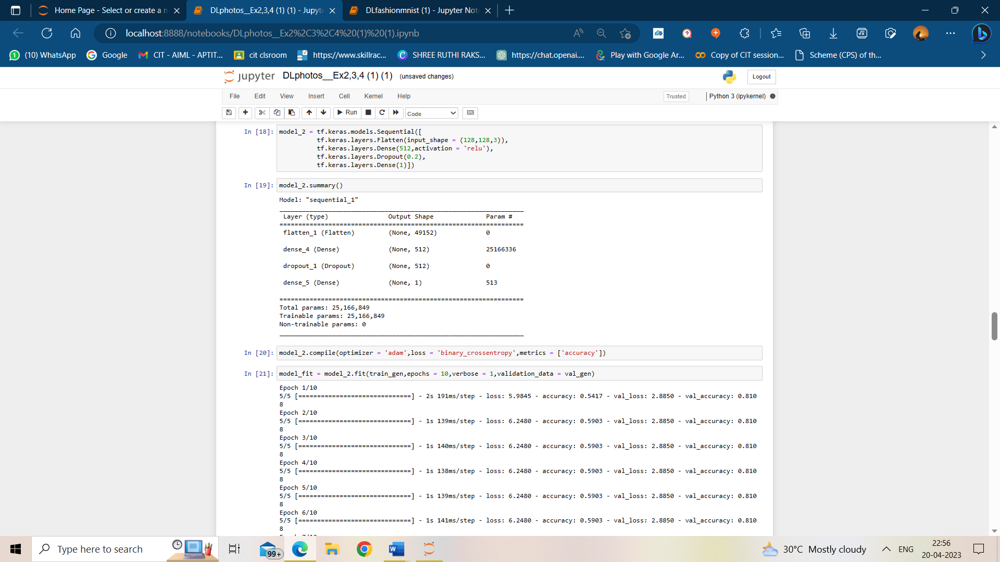 Home Page - Select or create a n
DLphotos__Ex2,3,4 (1) (1) - Jupyte
DLfashionmnist (1) - Jupyter Not
localhost:8888/notebooks/DLphotos__Ex2%2C3%2C4%20(1)%20(1).ipynb
(10) WhatsApp
Google
CIT - AIML - APTIT...
cit clsroom
https://www.skillrac...
SHREE RUTHI RAKS...
https://chat.openai....
Play with Google Ar...
Copy of CIT session...
Scheme (CPS) of th...
jupyter DLphotos__Ex2,3,4 (1) (1) (unsaved changes)
Logout
File Edit View Insert Cell Kernel Help
Trusted
Python 3 (ipykernel)
Run
Code
In [18]: model_2 = tf.keras.models.Sequential([
tf.keras.layers.Flatten(input_shape = (128,128,3)),
tf.keras.layers.Dense(512,activation = 'relu'),
tf.keras.layers.Dropout(0.2),
tf.keras.layers.Dense(1)])
In [19]: model_2.summary()
Model: "sequential_1"
_________________________________________________________________
Layer (type) Output Shape Param #
=================================================================
flatten_1 (Flatten) (None, 49152) 0
dense_4 (Dense) (None, 512) 25166336
dropout_1 (Dropout) (None, 512) 0
dense_5 (Dense) (None, 1) 513
=================================================================
Total params: 25,166,849
Trainable params: 25,166,849
Non-trainable params: 0
_________________________________________________________________
In [20]: model_2.compile(optimizer = 'adam',loss = 'binary_crossentropy',metrics = ['accuracy'])
In [21]: model_fit = model_2.fit(train_gen,epochs = 10,verbose = 1,validation_data = val_gen)
Epoch 1/10
5/5 [==============================] - 2s 191ms/step - loss: 5.9845 - accuracy: 0.5417 - val_loss: 2.8850 - val_accuracy: 0.810
8
Epoch 2/10
5/5 [==============================] - 1s 139ms/step - loss: 6.2480 - accuracy: 0.5903 - val_loss: 2.8850 - val_accuracy: 0.810
8
Epoch 3/10
5/5 [==============================] - 1s 140ms/step - loss: 6.2480 - accuracy: 0.5903 - val_loss: 2.8850 - val_accuracy: 0.810
8
Epoch 4/10
5/5 [==============================] - 1s 138ms/step - loss: 6.2480 - accuracy: 0.5903 - val_loss: 2.8850 - val_accuracy: 0.810
8
Epoch 5/10
5/5 [==============================] - 1s 139ms/step - loss: 6.2480 - accuracy: 0.5903 - val_loss: 2.8850 - val_accuracy: 0.810
8
Epoch 6/10
5/5 [==============================] - 1s 141ms/step - loss: 6.2480 - accuracy: 0.5903 - val_loss: 2.8850 - val_accuracy: 0.810
8
Type here to search
99+
30°C Mostly cloudy
ENG
22:56
20-04-2023